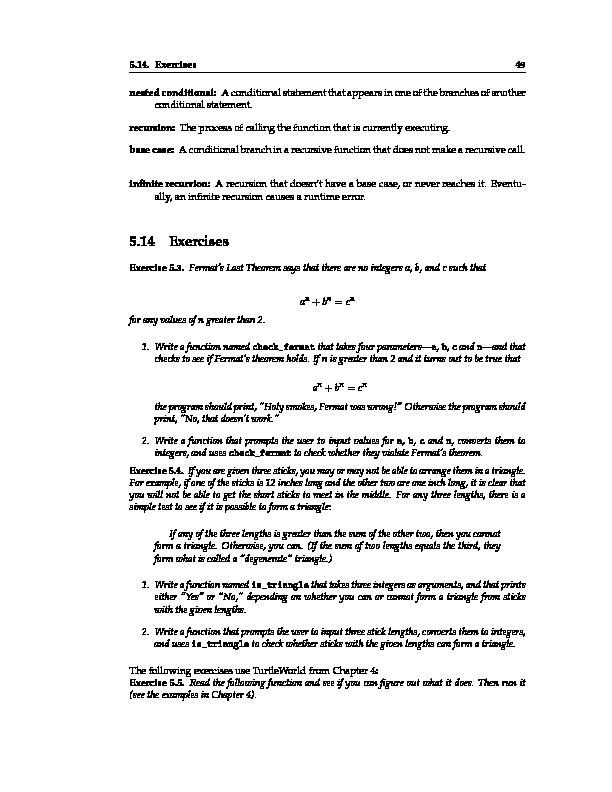 5.14. Exercises 49
nested conditional: A conditional statement that appears in one of the branches of another
conditional statement.
recursion: The process of calling the function that is currently executing.
base case: A conditional branch in a recursive function that does not make a recursive call.
infinite recursion: A recursion that doesn't have a base case, or never reaches it. Eventu-
ally, an infinite recursion causes a runtime error.
5.14 Exercises
Exercise 5.3. Fermat's Last Theorem says that there are no integers a, b, and c such that
aⁿ + bⁿ = cⁿ
for any values of n greater than 2.
1. Write a function named check_fermat that takes four parameters—a, b, c and n—and that
checks to see if Fermat's theorem holds. If n is greater than 2 and it turns out to be true that
aⁿ + bⁿ = cⁿ
the program should print, "Holy smokes, Fermat was wrong!" Otherwise the program should
print, "No, that doesn't work."
2. Write a function that prompts the user to input values for a, b, c and n, converts them to
integers, and uses check_fermat to check whether they violate Fermat's theorem.
Exercise 5.4. If you are given three sticks, you may or may not be able to arrange them in a triangle.
For example, if one of the sticks is 12 inches long and the other two are one inch long, it is clear that
you will not be able to get the short sticks to meet in the middle. For any three lengths, there is a
simple test to see if it is possible to form a triangle:
If any of the three lengths is greater than the sum of the other two, then you cannot
form a triangle. Otherwise, you can. (If the sum of two lengths equals the third, they
form what is called a "degenerate" triangle.)
1. Write a function named is_triangle that takes three integers as arguments, and that prints
either "Yes" or "No," depending on whether you can or cannot form a triangle from sticks
with the given lengths.
2. Write a function that prompts the user to input three stick lengths, converts them to integers,
and uses is_triangle to check whether sticks with the given lengths can form a triangle.
The following exercises use TurtleWorld from Chapter 4:
Exercise 5.5. Read the following function and see if you can figure out what it does. Then run it
(see the examples in Chapter 4).